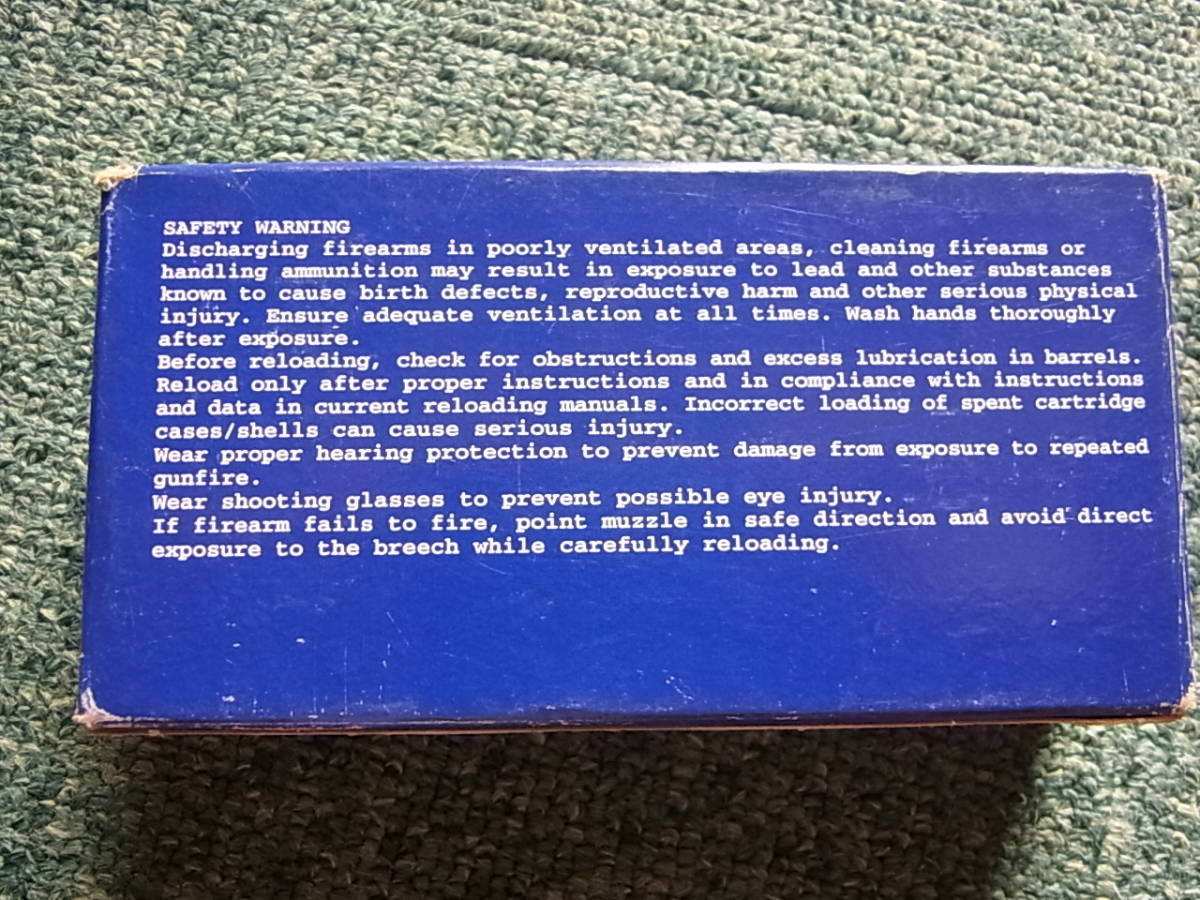 SAFETY WARNING
Discharging firearms in poorly ventilated areas, cleaning firearms or
handling ammunition may result in exposure to lead and other substances
known to cause birth defects, reproductive harm and other serious physical
injury. Ensure adequate ventilation at all times. Wash hands thoroughly
after exposure.
Before reloading, check for obstructions and excess lubrication in barrels.
Reload only after proper instructions and in compliance with instructions
and data in current reloading manuals. Incorrect loading of spent cartridge
cases/shells can cause serious injury.
Wear proper hearing protection to prevent damage from exposure to repeated
gunfire.
Wear shooting glasses to prevent possible eye injury.
If firearm fails to fire, point muzzle in safe direction and avoid direct
exposure to the breech while carefully reloading.